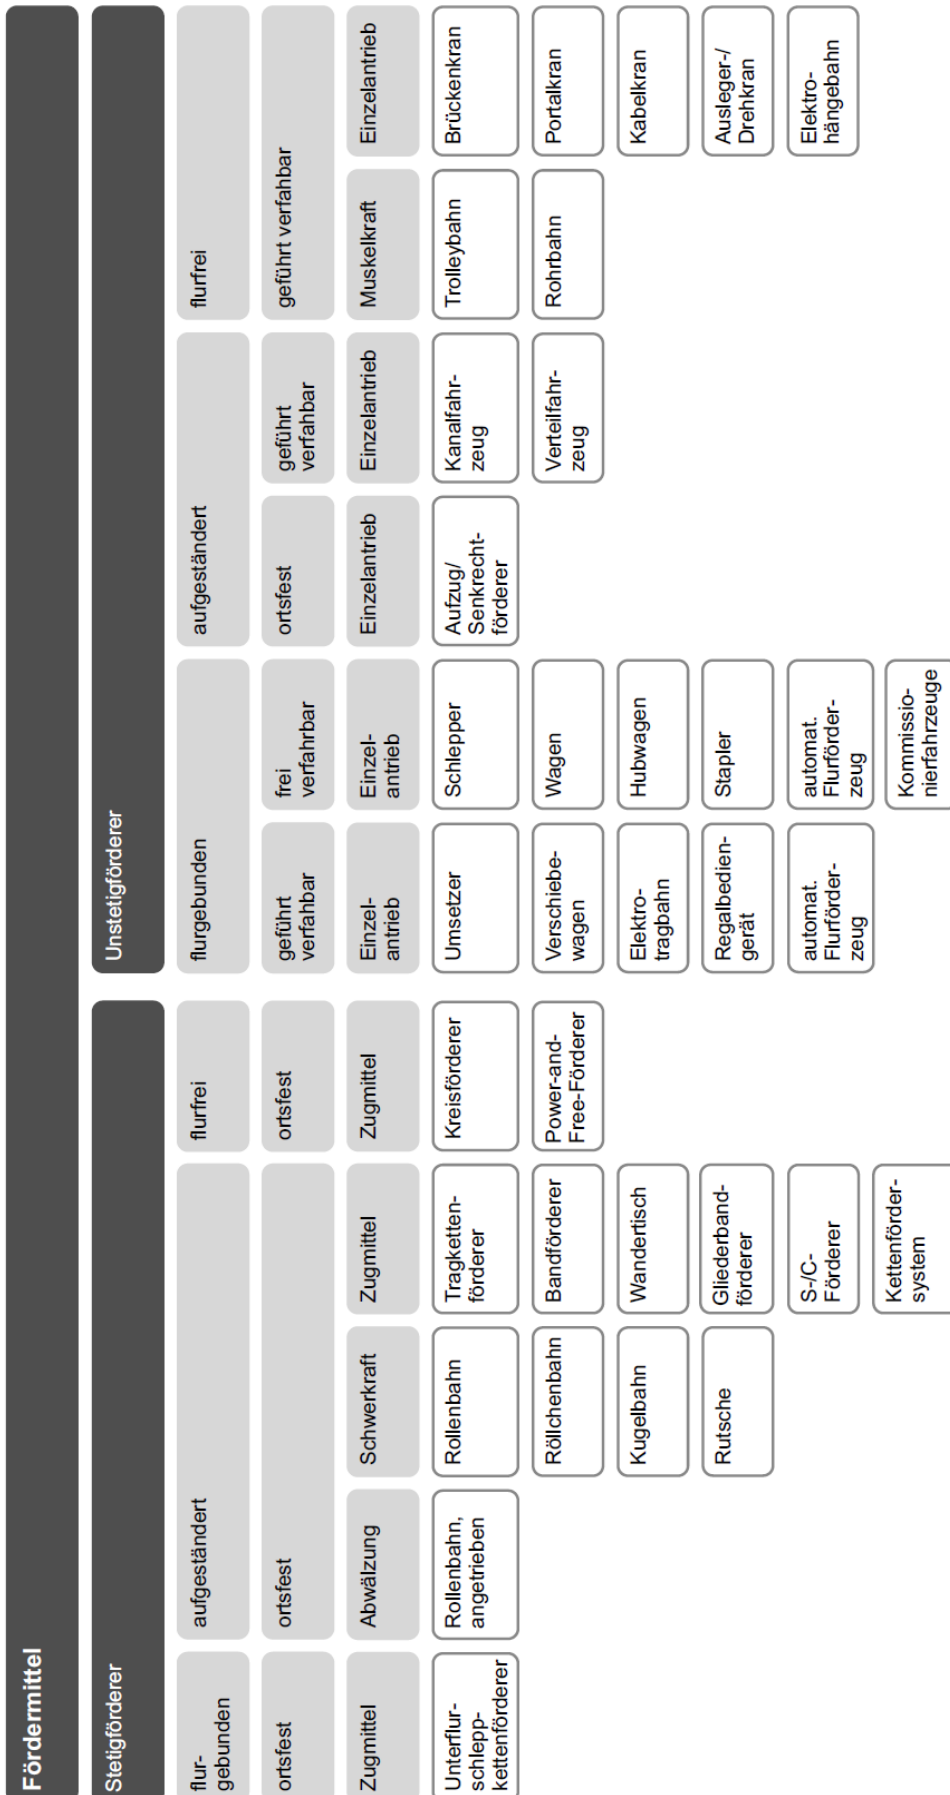 Fördermittel
Stetigförderer
Unstetigförderer
flur-
gebunden
aufgeständert
flurfrei
flurgebunden
aufgeständert
flurfrei
ortsfest
ortsfest
ortsfest
geführt
verfahbar
frei
verfahrbar
ortsfest
geführt
verfahbar
geführt verfahbar
Zugmittel
Abwälzung
Schwerkraft
Zugmittel
Zugmittel
Einzel-
antrieb
Einzel-
antrieb
Einzelantrieb
Einzelantrieb
Muskelkraft
Einzelantrieb
Unterflur-
schlepp-
kettenförderer
Rollenbahn,
angetrieben
Rollenbahn
Röllchenbahn
Kugelbahn
Rutsche
Tragketten-
förderer
Bandförderer
Wandertisch
Gliederband-
förderer
S-/C-
Förderer
Kettenförder-
system
Kreisförderer
Power-and-
Free-Förderer
Umsetzer
Verschiebe-
wagen
Elektro-
tragbahn
Regalbedien-
gerät
automat.
Flurförder-
zeug
Schlepper
Wagen
Hubwagen
Stapler
automat.
Flurförder-
zeug
Kommissio-
nierfahrzeuge
Aufzug/
Senkrecht-
förderer
Kanalfahr-
zeug
Verteilfahr-
zeug
Trolleybahn
Rohrbahn
Brückenkran
Portalkran
Kabelkran
Ausleger-/
Drehkran
Elektro-
hängebahn